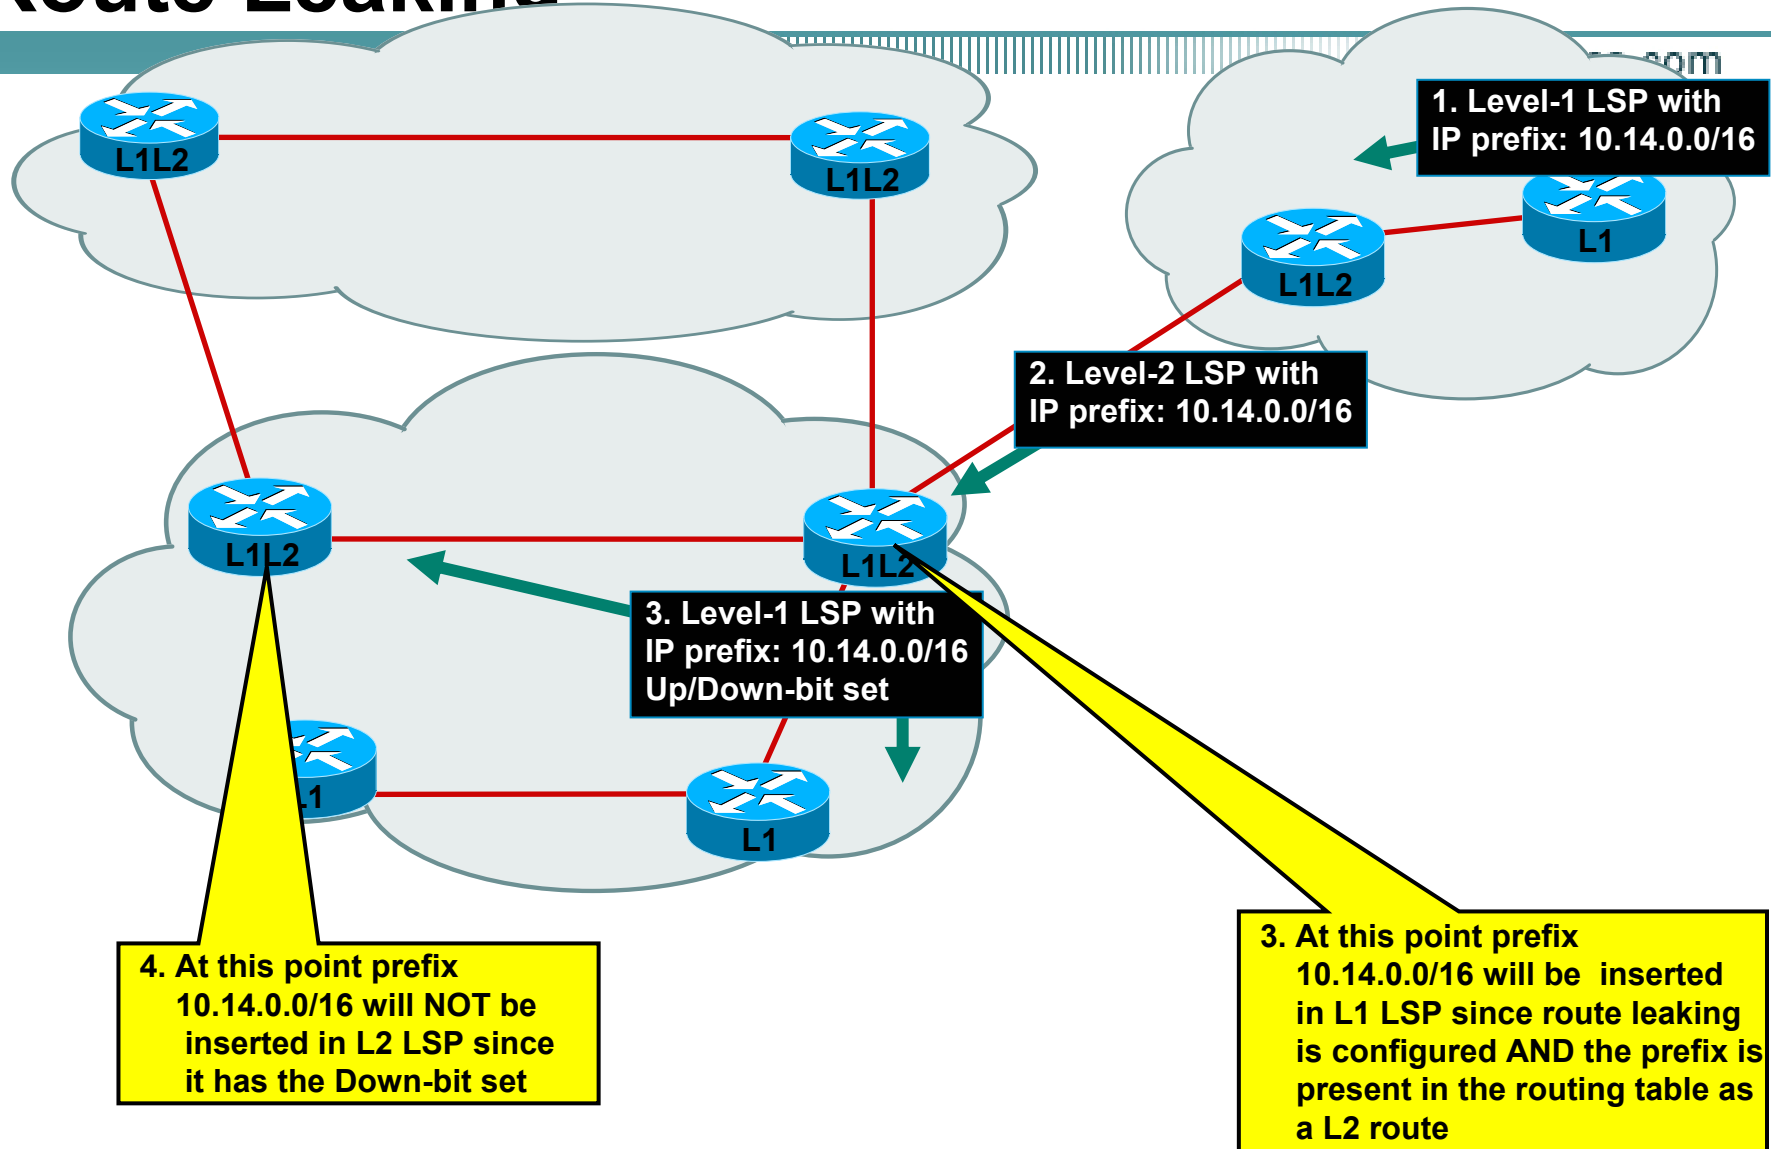 Route Leaking
1. Level-1 LSP with
IP prefix: 10.14.0.0/16
L1L2
L1L2
L1
L1L2
2. Level-2 LSP with
IP prefix: 10.14.0.0/16
L1L2
L1L2
3. Level-1 LSP with
IP prefix: 10.14.0.0/16
Up/Down-bit set
L1
L1
4. At this point prefix
10.14.0.0/16 will NOT be
inserted in L2 LSP since
it has the Down-bit set
3. At this point prefix
10.14.0.0/16 will be inserted
in L1 LSP since route leaking
is configured AND the prefix is
present in the routing table as
a L2 route